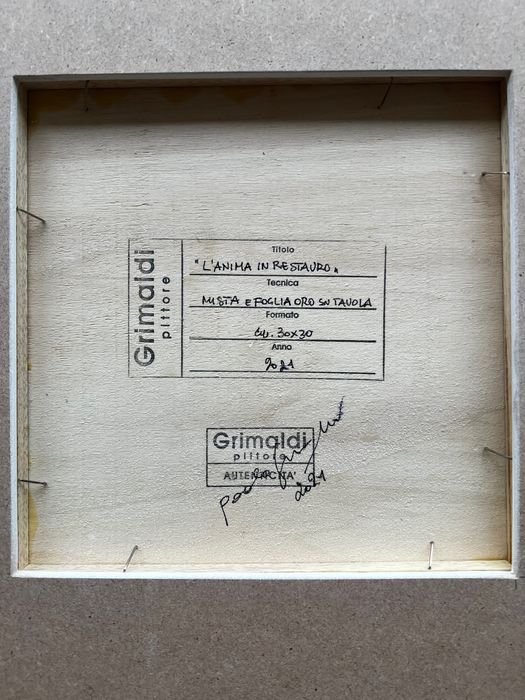 Grimaldi
pittore
Titolo
"L'ANIMA IN RESTAURO"
Tecnica
MISTA E FOGLIA ORO SU TAVOLA
Formato
cm. 30x30
Anno
2021
Grimaldi
pittore
AUTENTICITA'
2021